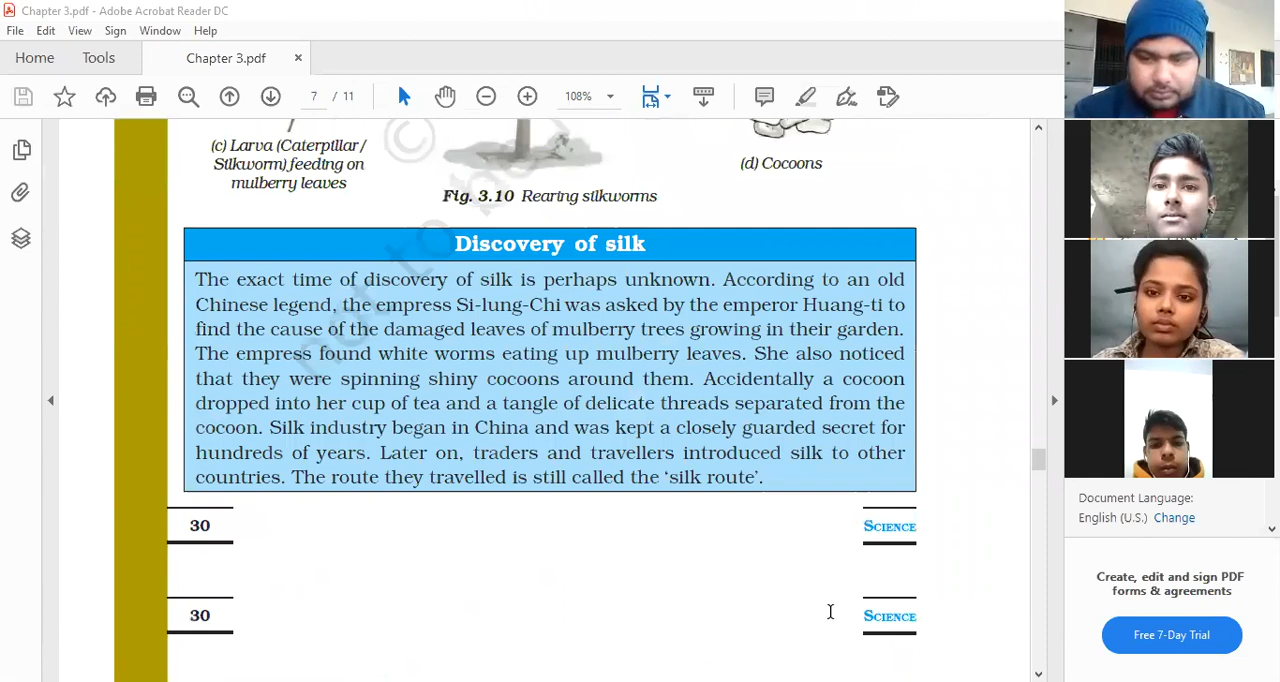 Chapter 3.pdf - Adobe Acrobat Reader DC
File Edit View Sign Window Help
Home Tools Chapter 3.pdf ×
7 / 11 108%
(c) Larva (Caterpillar/
Silkworm) feeding on
mulberry leaves
(d) Cocoons
Fig. 3.10 Rearing silkworms
©
not to be
Discovery of silk
The exact time of discovery of silk is perhaps unknown. According to an old
Chinese legend, the empress Si-lung-Chi was asked by the emperor Huang-ti to
find the cause of the damaged leaves of mulberry trees growing in their garden.
The empress found white worms eating up mulberry leaves. She also noticed
that they were spinning shiny cocoons around them. Accidentally a cocoon
dropped into her cup of tea and a tangle of delicate threads separated from the
cocoon. Silk industry began in China and was kept a closely guarded secret for
hundreds of years. Later on, traders and travellers introduced silk to other
countries. The route they travelled is still called the ‘silk route’.
30 SCIENCE
30 SCIENCE
Document Language:
English (U.S.) Change
Create, edit and sign PDF
forms & agreements
Free 7-Day Trial